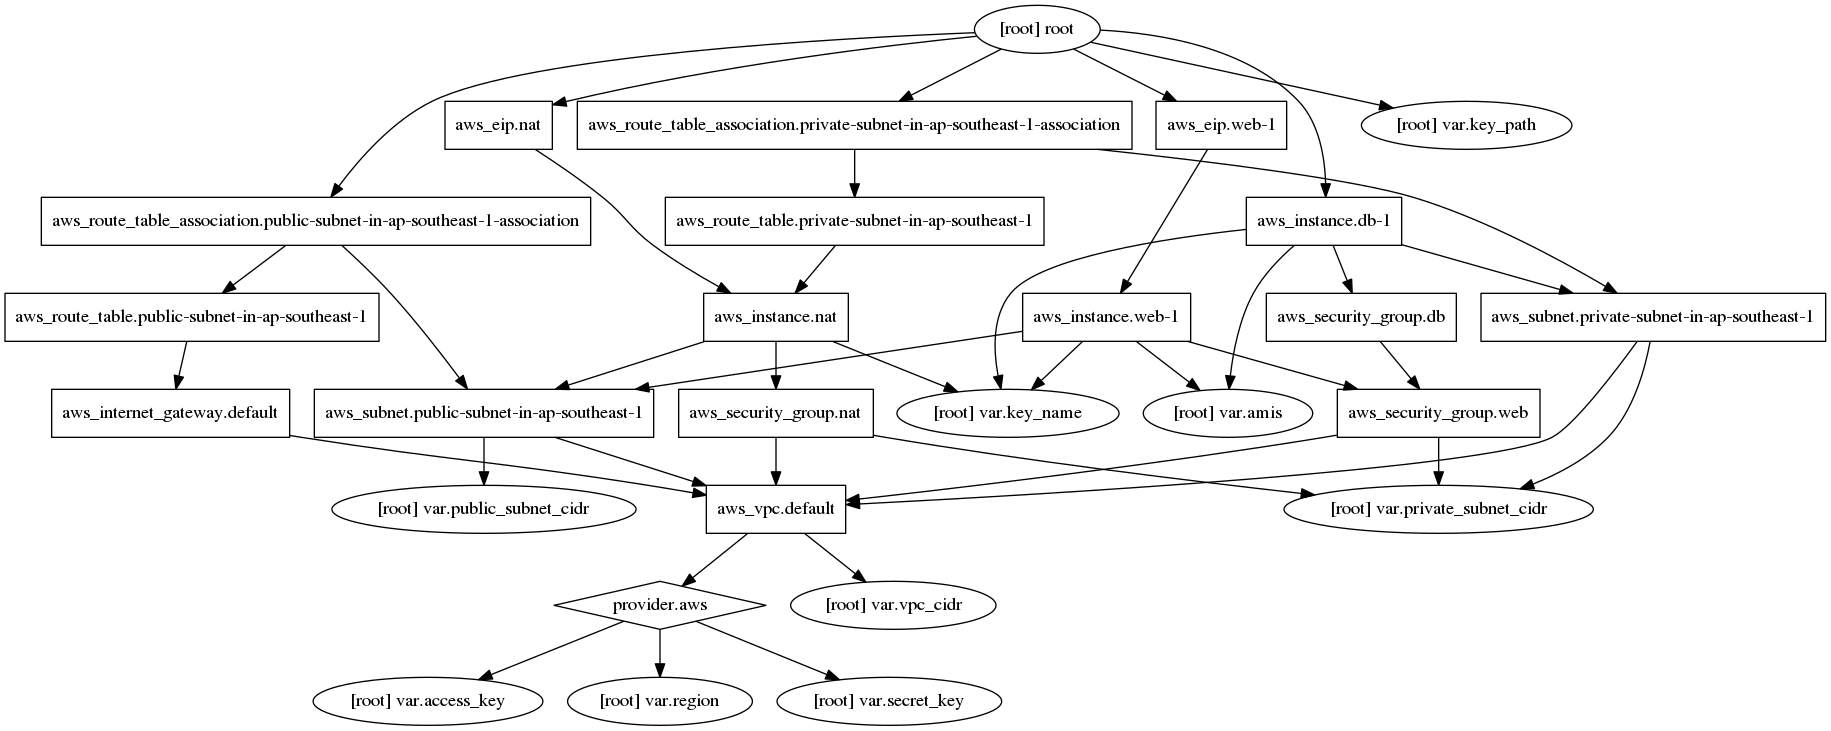 [root] root
aws_eip.nat
aws_route_table_association.private-subnet-in-ap-southeast-1-association
aws_eip.web-1
[root] var.key_path
aws_route_table_association.public-subnet-in-ap-southeast-1-association
aws_route_table.private-subnet-in-ap-southeast-1
aws_instance.db-1
aws_route_table.public-subnet-in-ap-southeast-1
aws_instance.nat
aws_instance.web-1
aws_security_group.db
aws_subnet.private-subnet-in-ap-southeast-1
aws_internet_gateway.default
aws_subnet.public-subnet-in-ap-southeast-1
aws_security_group.nat
[root] var.key_name
[root] var.amis
aws_security_group.web
[root] var.public_subnet_cidr
aws_vpc.default
[root] var.private_subnet_cidr
provider.aws
[root] var.vpc_cidr
[root] var.access_key
[root] var.region
[root] var.secret_key